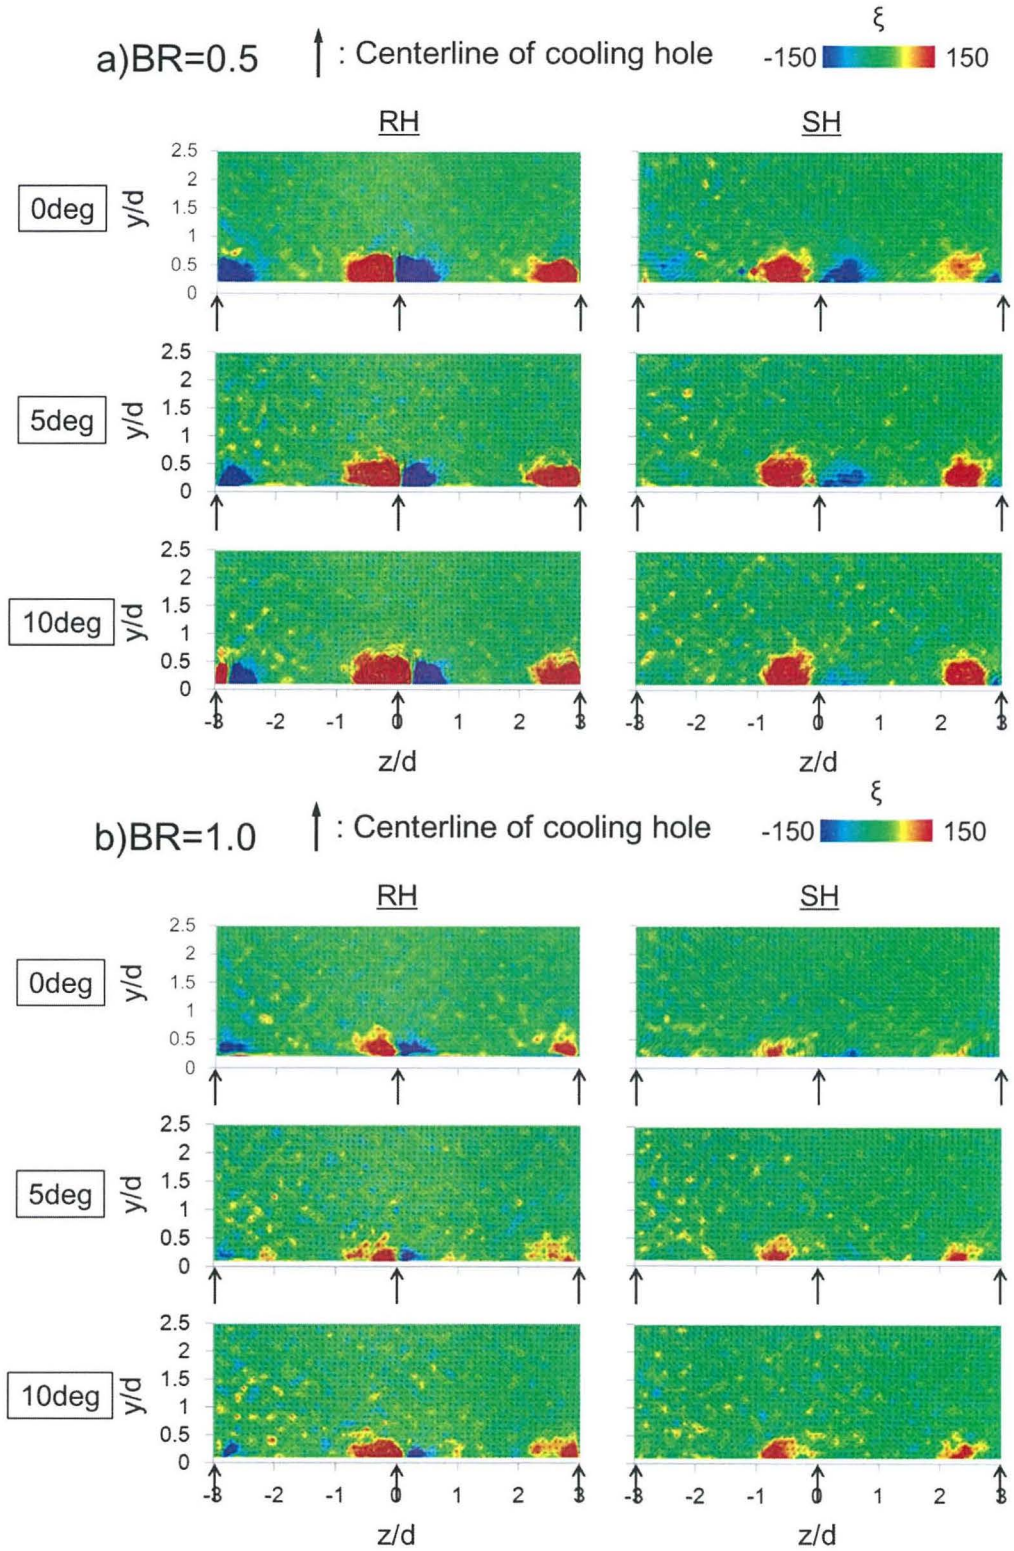 a)BR=0.5 : Centerline of cooling hole ξ -150 150
RH SH
0deg y/d 2.5 2 1.5 1 0.5 0
5deg y/d 2.5 2 1.5 1 0.5 0
10deg y/d 2.5 2 1.5 1 0.5 0
-3 -2 -1 0 1 2 3 -3 -2 -1 0 1 2 3
z/d z/d
b)BR=1.0 : Centerline of cooling hole ξ -150 150
RH SH
0deg y/d 2.5 2 1.5 1 0.5 0
5deg y/d 2.5 2 1.5 1 0.5 0
10deg y/d 2.5 2 1.5 1 0.5 0
-3 -2 -1 0 1 2 3 -3 -2 -1 0 1 2 3
z/d z/d